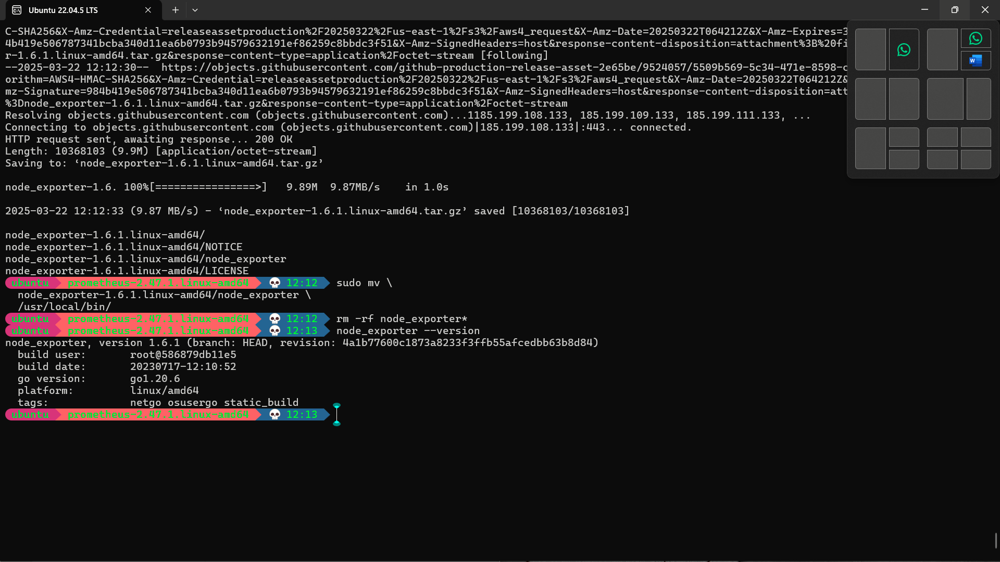 Ubuntu 22.04.5 LTS
C-SHA256&X-Amz-Credential=releaseassetproduction%2F20250322%2Fus-east-1%2Fs3%2Faws4_request&X-Amz-Date=20250322T064212Z&X-Amz-Expires=3
4b419e506787341bcba340d11ea6b0793b94579632191ef86259c8bbdc3f51&X-Amz-SignedHeaders=host&response-content-disposition=attachment%3B%20fi
r-1.6.1.linux-amd64.tar.gz&response-content-type=application%2Foctet-stream [following]
--2025-03-22 12:12:30--  https://objects.githubusercontent.com/github-production-release-asset-2e65be/9524057/5509b569-5c34-471e-8598-c
orithm=AWS4-HMAC-SHA256&X-Amz-Credential=releaseassetproduction%2F20250322%2Fus-east-1%2Fs3%2Faws4_request&X-Amz-Date=20250322T064212Z&
mz-Signature=984b419e506787341bcba340d11ea6b0793b94579632191ef86259c8bbdc3f51&X-Amz-SignedHeaders=host&response-content-disposition=att
%3Dnode_exporter-1.6.1.linux-amd64.tar.gz&response-content-type=application%2Foctet-stream
Resolving objects.githubusercontent.com (objects.githubusercontent.com)...1185.199.108.133, 185.199.109.133, 185.199.111.133, ...
Connecting to objects.githubusercontent.com (objects.githubusercontent.com)|185.199.108.133|:443... connected.
HTTP request sent, awaiting response... 200 OK
Length: 10368103 (9.9M) [application/octet-stream]
Saving to: ‘node_exporter-1.6.1.linux-amd64.tar.gz’
node_exporter-1.6. 100%[================>]   9.89M  9.87MB/s    in 1.0s
2025-03-22 12:12:33 (9.87 MB/s) - ‘node_exporter-1.6.1.linux-amd64.tar.gz’ saved [10368103/10368103]
node_exporter-1.6.1.linux-amd64/
node_exporter-1.6.1.linux-amd64/NOTICE
node_exporter-1.6.1.linux-amd64/node_exporter
node_exporter-1.6.1.linux-amd64/LICENSE
ubuntu prometheus-2.47.1.linux-amd64 💀 12:12 sudo mv \
  node_exporter-1.6.1.linux-amd64/node_exporter \
  /usr/local/bin/
ubuntu prometheus-2.47.1.linux-amd64 💀 12:12 rm -rf node_exporter*
ubuntu prometheus-2.47.1.linux-amd64 💀 12:13 node_exporter --version
node_exporter, version 1.6.1 (branch: HEAD, revision: 4a1b77600c1873a8233f3ffb55afcedbb63b8d84)
  build user:       root@586879db11e5
  build date:       20230717-12:10:52
  go version:       go1.20.6
  platform:         linux/amd64
  tags:             netgo osusergo static_build
ubuntu prometheus-2.47.1.linux-amd64 💀 12:13